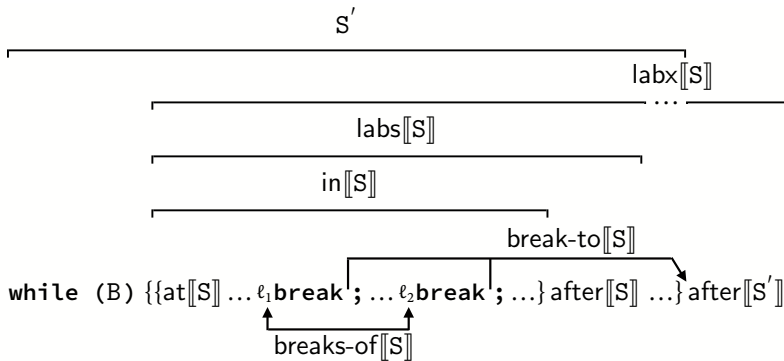 S′
labx⟦S⟧
...
labs⟦S⟧
in⟦S⟧
break-to⟦S⟧
while (B) {{at⟦S⟧ … ℓ₁break ; … ℓ₂break ; …} after⟦S⟧ …} after⟦S′⟧
breaks-of⟦S⟧